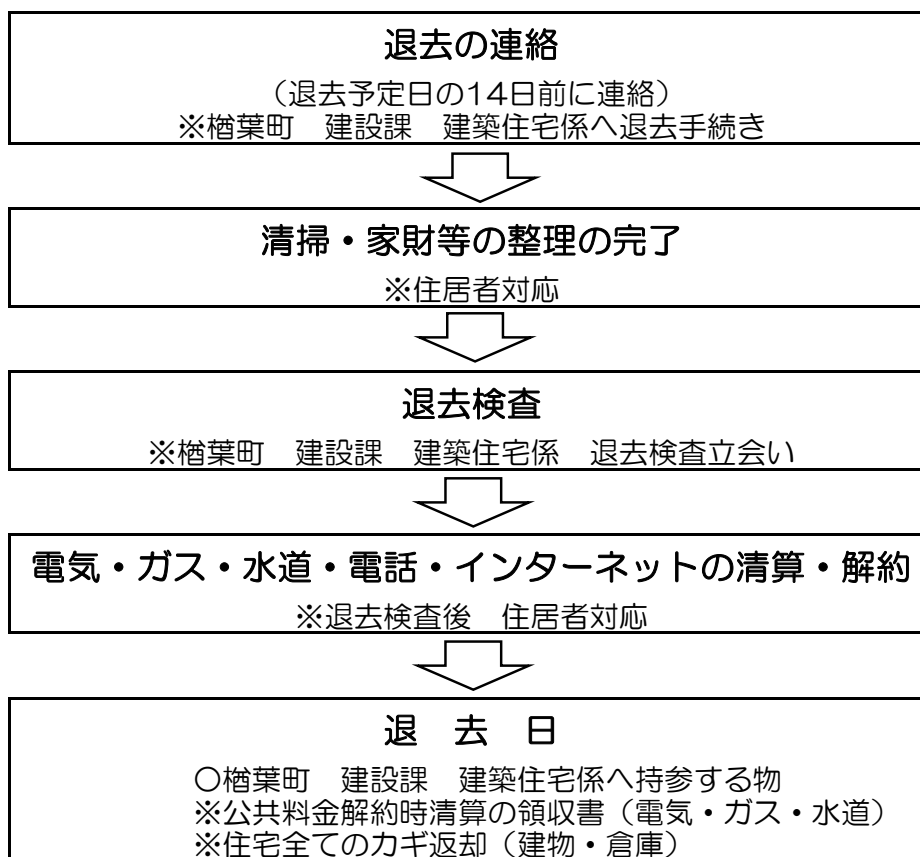 退去の連絡
（退去予定日の14日前に連絡）
※楢葉町　建設課　建築住宅係へ退去手続き
清掃・家財等の整理の完了
※住居者対応
退去検査
※楢葉町　建設課　建築住宅係　退去検査立会い
電気・ガス・水道・電話・インターネットの清算・解約
※退去検査後　住居者対応
退　去　日
〇楢葉町　建設課　建築住宅係へ持参する物
※公共料金解約時清算の領収書（電気・ガス・水道）
※住宅全てのカギ返却（建物・倉庫）